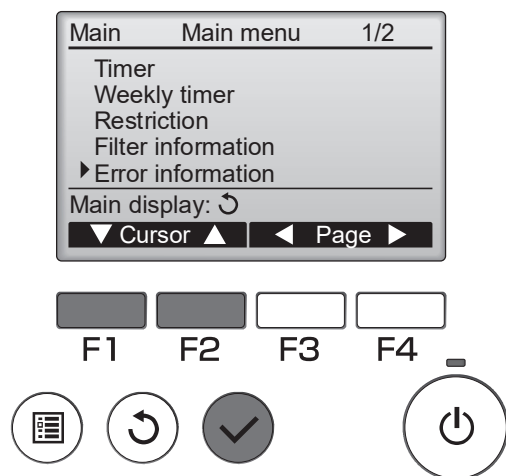 Main Main menu 1/2
Timer
Weekly timer
Restriction
Filter information
Error information
Main display:
Cursor Page
F1 F2 F3 F4